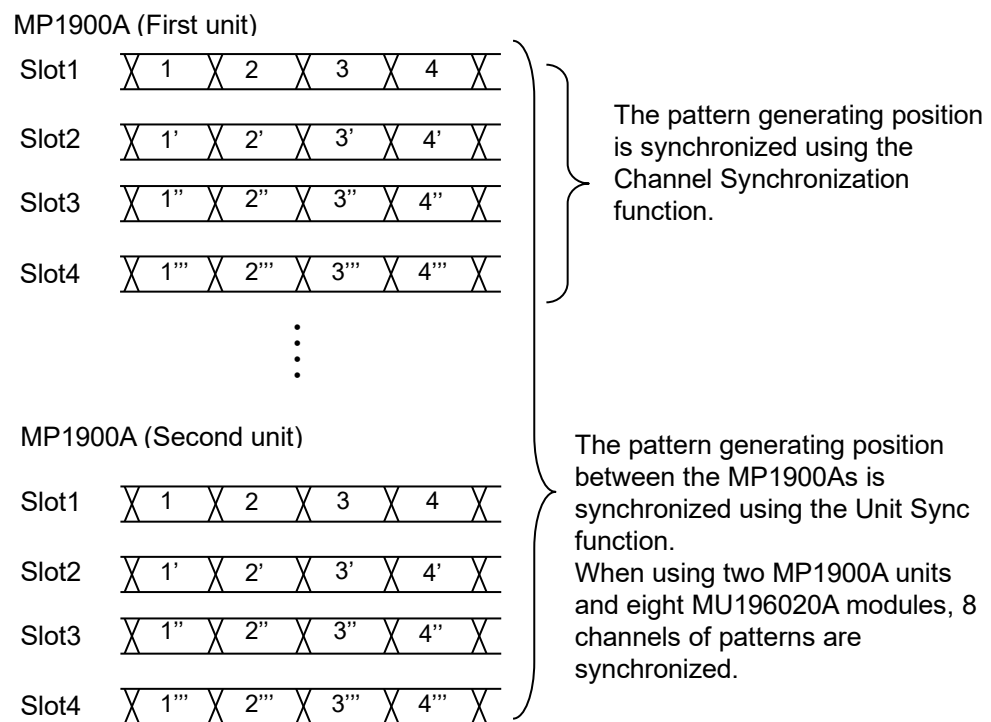 MP1900A (First unit)
Slot1 1 2 3 4
Slot2 1' 2' 3' 4'
Slot3 1'' 2'' 3'' 4''
Slot4 1''' 2''' 3''' 4'''
The pattern generating position
is synchronized using the
Channel Synchronization
function.
MP1900A (Second unit)
Slot1 1 2 3 4
Slot2 1' 2' 3' 4'
Slot3 1'' 2'' 3'' 4''
Slot4 1''' 2''' 3''' 4'''
The pattern generating position
between the MP1900As is
synchronized using the Unit Sync
function.
When using two MP1900A units
and eight MU196020A modules, 8
channels of patterns are
synchronized.